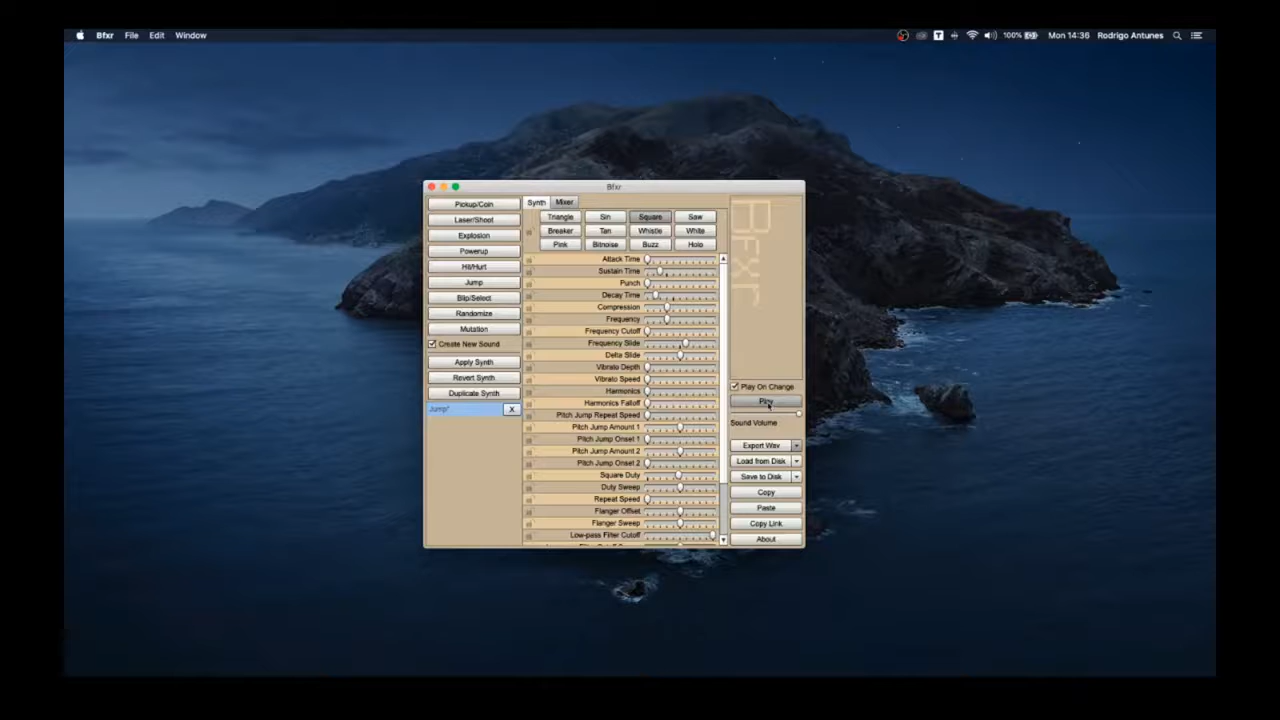 Bfxr File Edit Window
100% Mon 14:36 Rodrigo Antunes
Bfxr
Pickup/Coin
Laser/Shoot
Explosion
Powerup
Hit/Hurt
Jump
Blip/Select
Randomize
Mutation
Create New Sound
Apply Synth
Revert Synth
Duplicate Synth
Jump* X
Synth Mixer
Triangle Sin Square Saw
Breaker Tan Whistle White
Pink Bitnoise Buzz Holo
Attack Time
Sustain Time
Punch
Decay Time
Compression
Frequency
Frequency Cutoff
Frequency Slide
Delta Slide
Vibrato Depth
Vibrato Speed
Harmonics
Harmonics Falloff
Pitch Jump Repeat Speed
Pitch Jump Amount 1
Pitch Jump Onset 1
Pitch Jump Amount 2
Pitch Jump Onset 2
Square Duty
Duty Sweep
Repeat Speed
Flanger Offset
Flanger Sweep
Low-pass Filter Cutoff
Bfxr
Play On Change
Play
Sound Volume
Export Wav
Load from Disk
Save to Disk
Copy
Paste
Copy Link
About